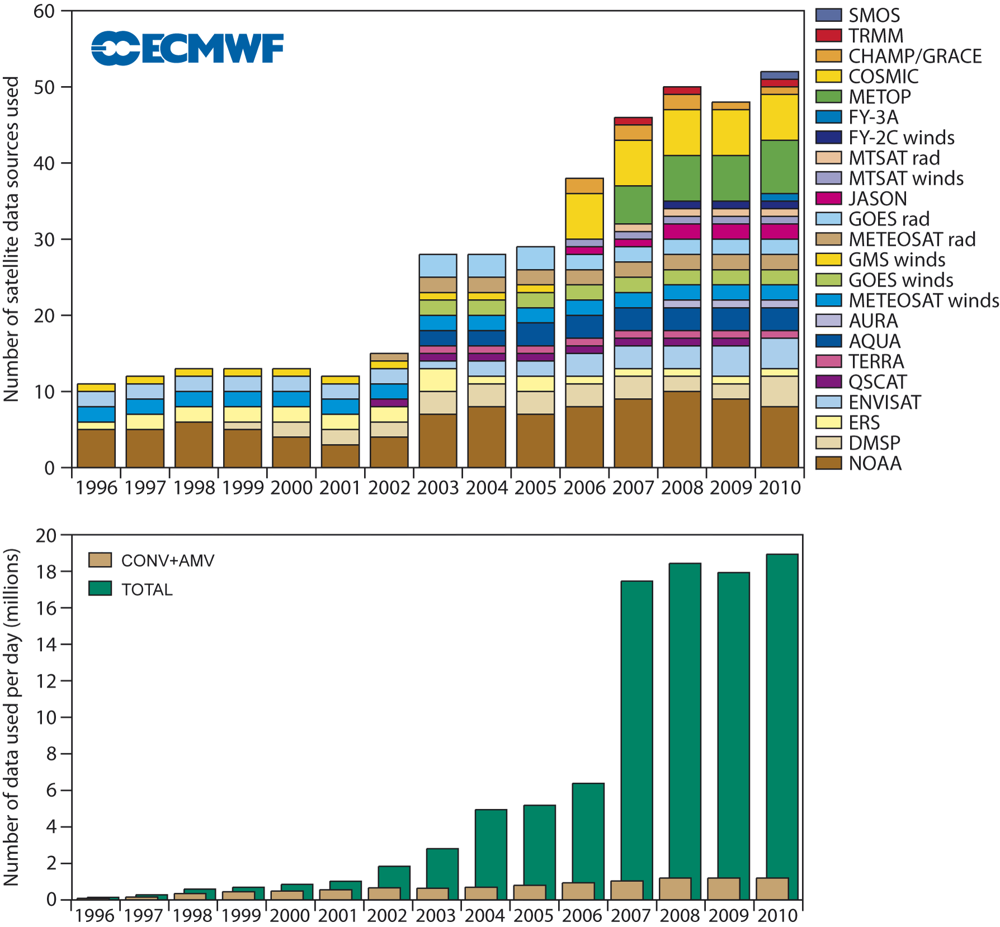 60
50
40
30
20
10
0
Number of satellite data sources used
ECMWF
1996 1997 1998 1999 2000 2001 2002 2003 2004 2005 2006 2007 2008 2009 2010
SMOS
TRMM
CHAMP/GRACE
COSMIC
METOP
FY-3A
FY-2C winds
MTSAT rad
MTSAT winds
JASON
GOES rad
METEOSAT rad
GMS winds
GOES winds
METEOSAT winds
AURA
AQUA
TERRA
QSCAT
ENVISAT
ERS
DMSP
NOAA
20
18
16
14
12
10
8
6
4
2
0
Number of data used per day (millions)
CONV+AMV
TOTAL
1996 1997 1998 1999 2000 2001 2002 2003 2004 2005 2006 2007 2008 2009 2010